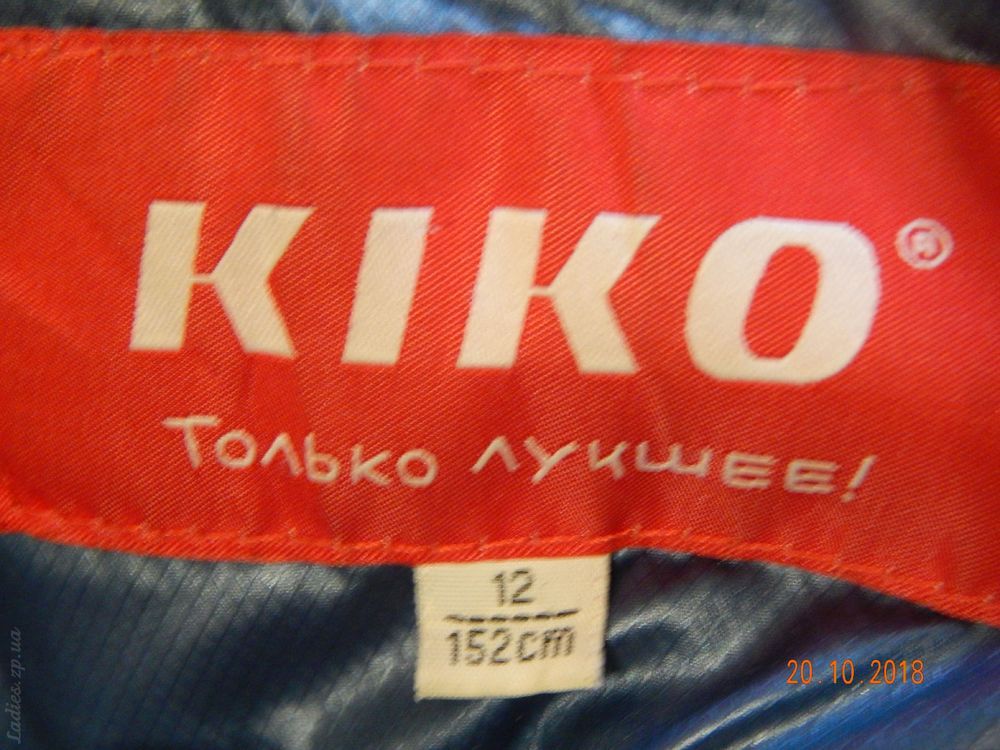 KIKO®
Только лучшее!
12
152cm
20.10.2018
Ladies.zp.ua